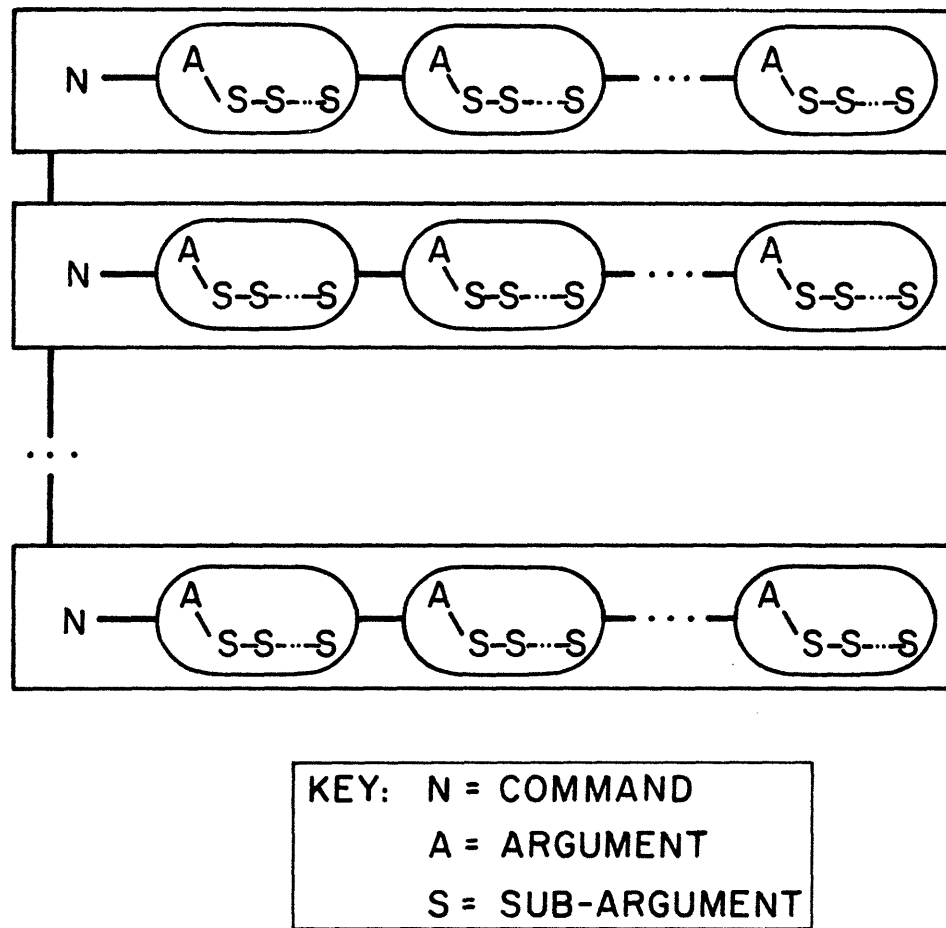 N A A ... A
S-S...S S-S...S S-S...S
N A A ... A
S-S...S S-S...S S-S...S
...
N A A ... A
S-S...S S-S...S S-S...S
KEY: N = COMMAND
A = ARGUMENT
S = SUB-ARGUMENT